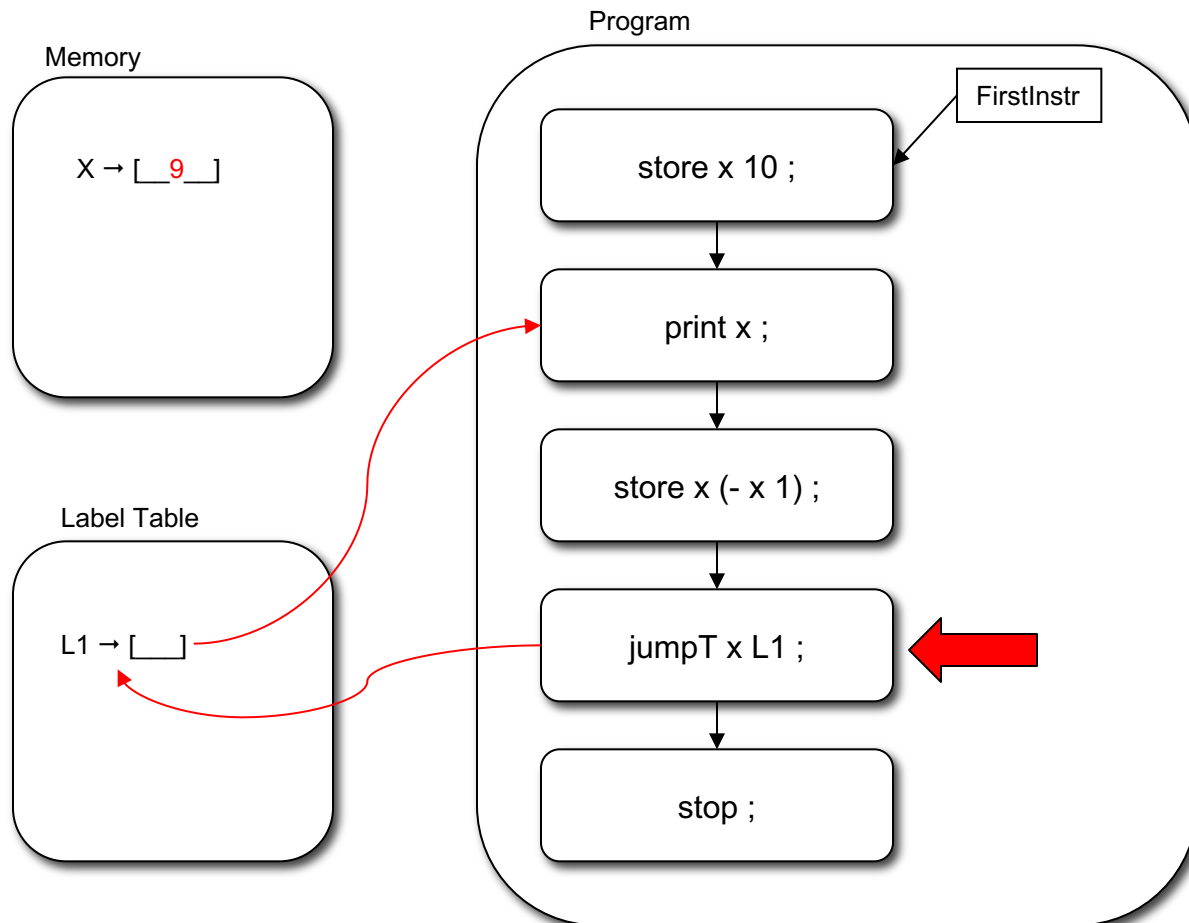 Program
Memory
FirstInstr
store x 10 ;
X → [__9__]
print x ;
store x (- x 1) ;
Label Table
L1 → [___]
jumpT x L1 ;
stop ;